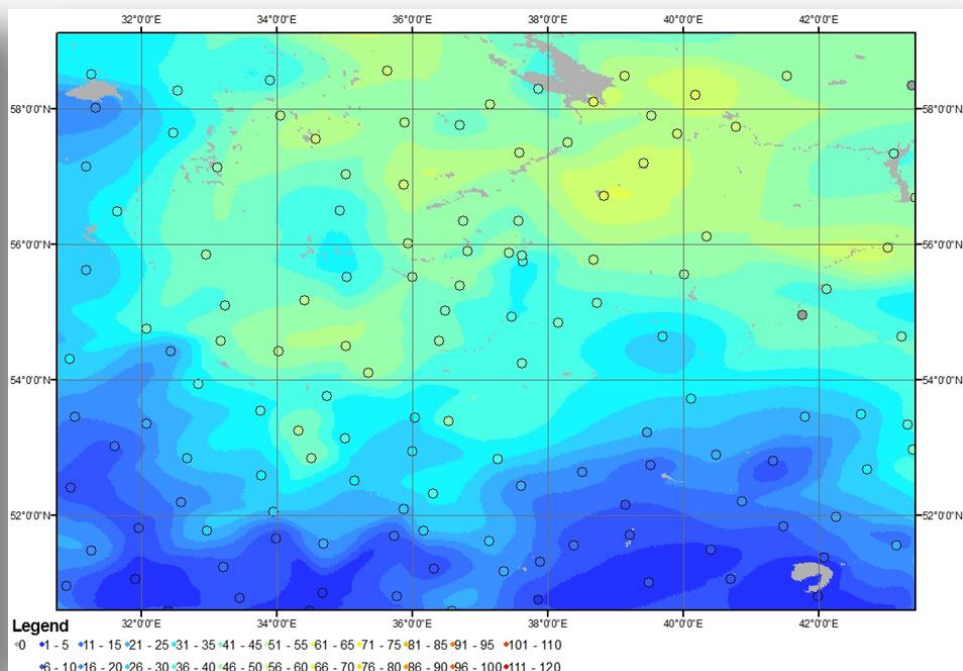 32°0'0"E 34°0'0"E 36°0'0"E 38°0'0"E 40°0'0"E 42°0'0"E
58°0'0"N 58°0'0"N
56°0'0"N 56°0'0"N
54°0'0"N 54°0'0"N
52°0'0"N 52°0'0"N
32°0'0"E 34°0'0"E 36°0'0"E 38°0'0"E 40°0'0"E 42°0'0"E
Legend
0 1 - 5 11 - 15 21 - 25 31 - 35 41 - 45 51 - 55 61 - 65 71 - 75 81 - 85 91 - 95 101 - 110
6 - 10 16 - 20 26 - 30 36 - 40 46 - 50 56 - 60 66 - 70 76 - 80 86 - 90 96 - 100 111 - 120